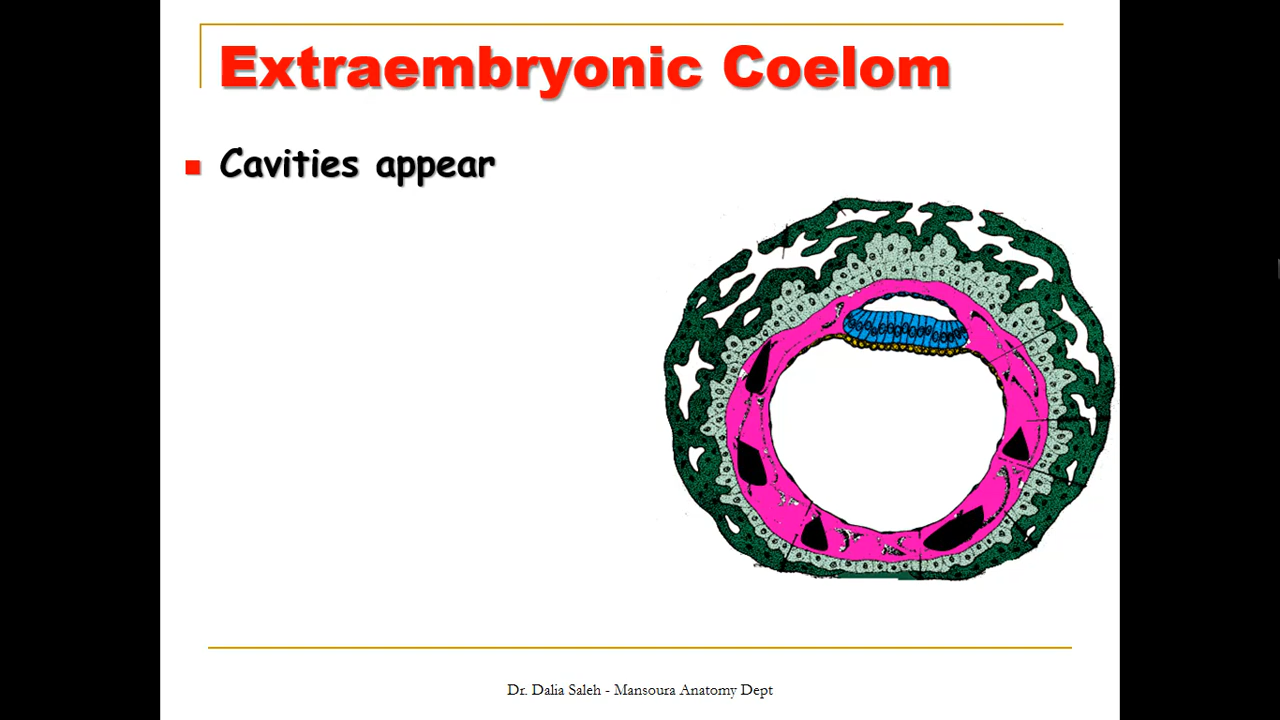 Extraembryonic Coelom
Cavities appear
Dr. Dalia Saleh - Mansoura Anatomy Dept